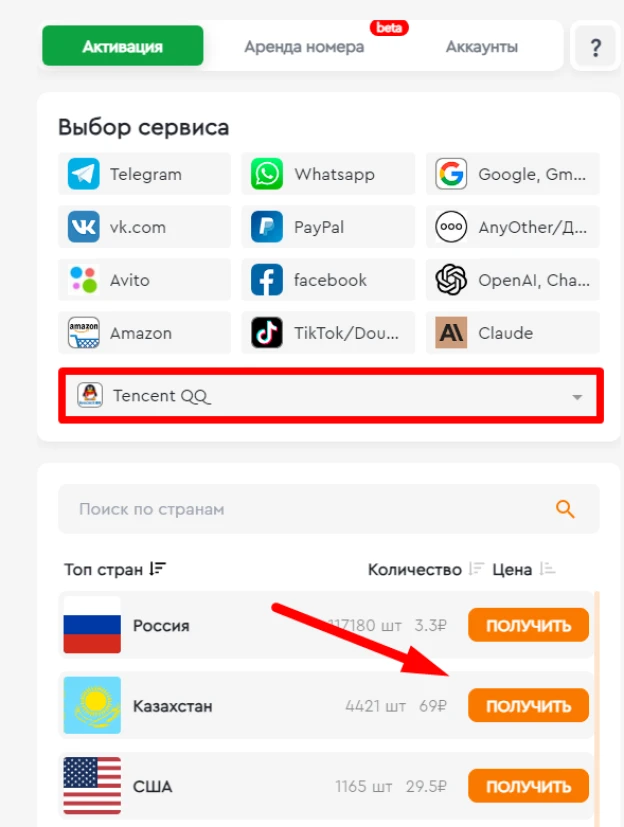 beta
Активация Аренда номера Аккаунты ?
Выбор сервиса
Telegram Whatsapp Google, Gm...
vk.com PayPal AnyOther/Д...
Avito facebook OpenAI, Cha...
amazon Amazon TikTok/Dou... Claude
Tencent QQ
Поиск по странам
Топ стран Количество Цена
Россия 117180 шт 3.3₽ ПОЛУЧИТЬ
Казахстан 4421 шт 69₽ ПОЛУЧИТЬ
США 1165 шт 29.5₽ ПОЛУЧИТЬ